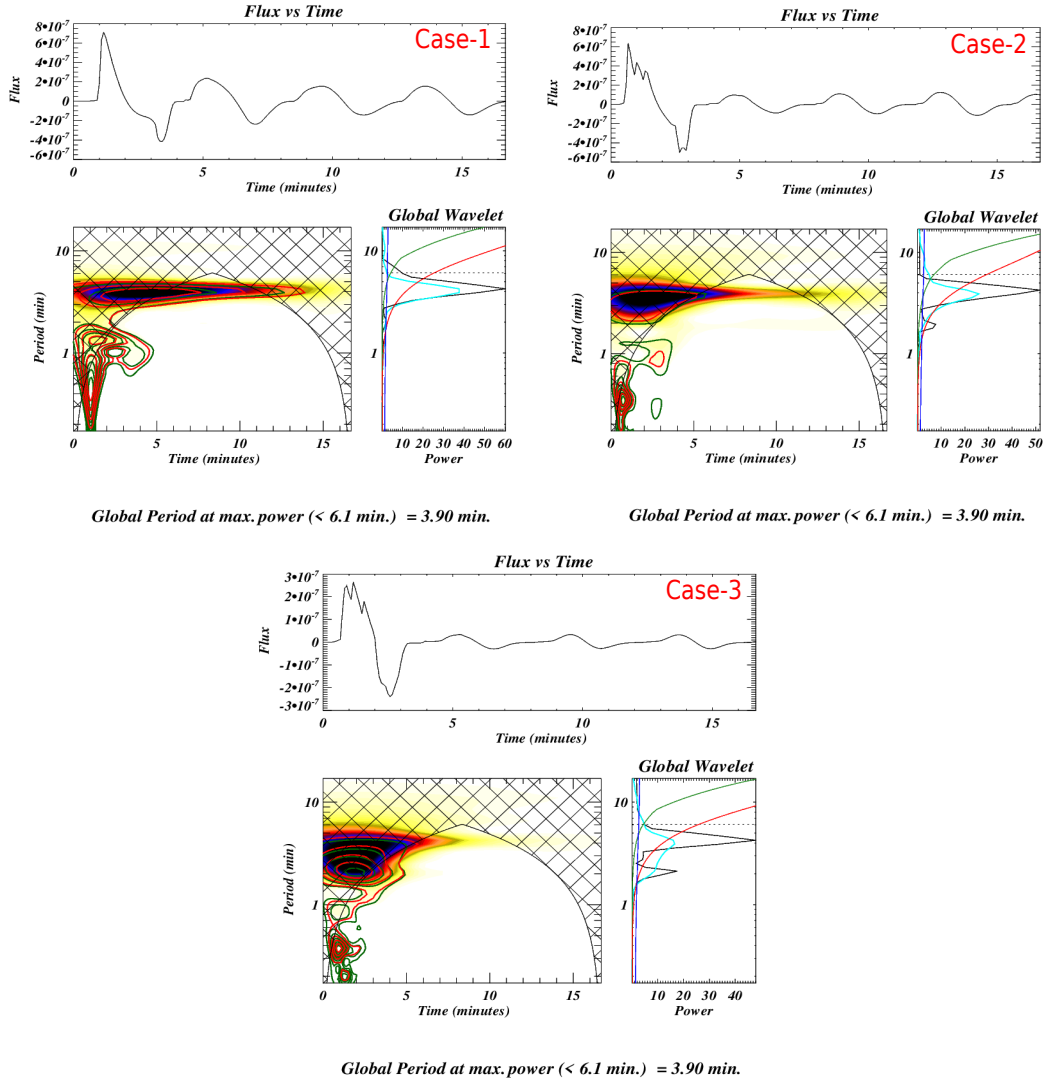 Flux vs Time
Case-1
8•10⁻⁷
6•10⁻⁷
4•10⁻⁷
2•10⁻⁷
0
-2•10⁻⁷
-4•10⁻⁷
-6•10⁻⁷
Flux
0 5 10 15
Time (minutes)
Global Wavelet
10
1
Period (min)
0 5 10 15
Time (minutes)
10 20 30 40 50 60
Power
10
1
Global Period at max. power (< 6.1 min.) = 3.90 min.
Flux vs Time
Case-2
8•10⁻⁷
6•10⁻⁷
4•10⁻⁷
2•10⁻⁷
0
-2•10⁻⁷
-4•10⁻⁷
-6•10⁻⁷
Flux
0 5 10 15
Time (minutes)
Global Wavelet
10
1
Period (min)
0 5 10 15
Time (minutes)
10 20 30 40 50
Power
10
1
Global Period at max. power (< 6.1 min.) = 3.90 min.
Flux vs Time
Case-3
3•10⁻⁷
2•10⁻⁷
1•10⁻⁷
0
-1•10⁻⁷
-2•10⁻⁷
-3•10⁻⁷
Flux
0 5 10 15
Time (minutes)
Global Wavelet
10
1
Period (min)
0 5 10 15
Time (minutes)
10 20 30 40
Power
10
1
Global Period at max. power (< 6.1 min.) = 3.90 min.